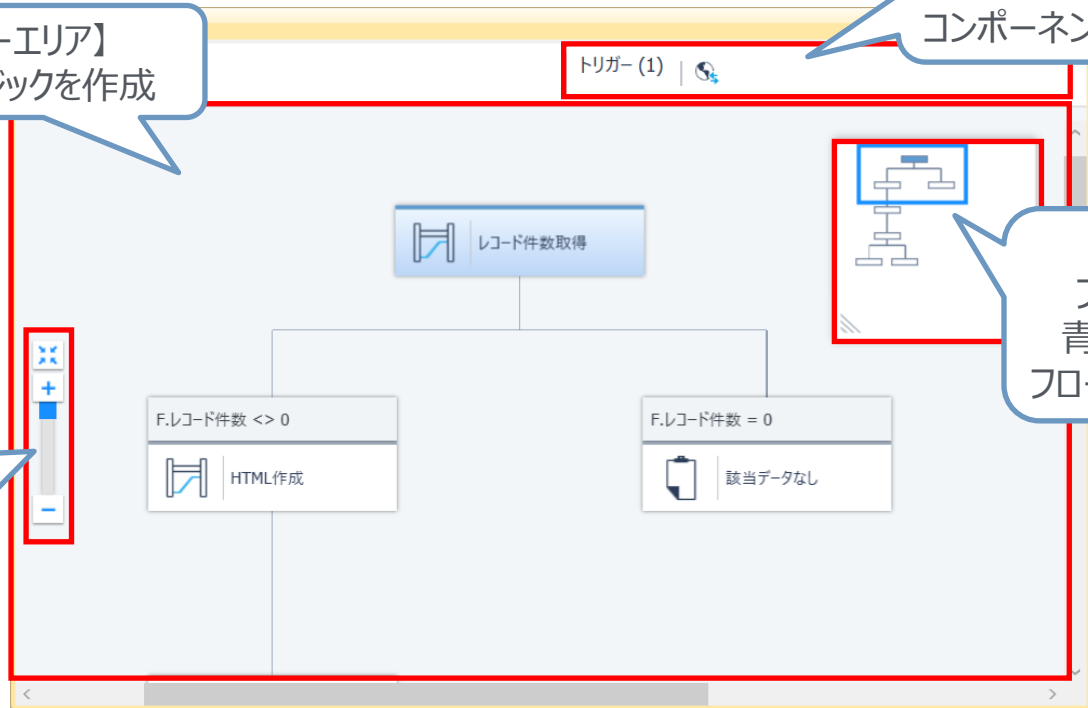 ーエリア】
ジックを作成
コンポーネン
トリガー (1)
レコード件数取得
フ
青
フロー
F.レコード件数 <> 0
HTML作成
F.レコード件数 = 0
該当データなし